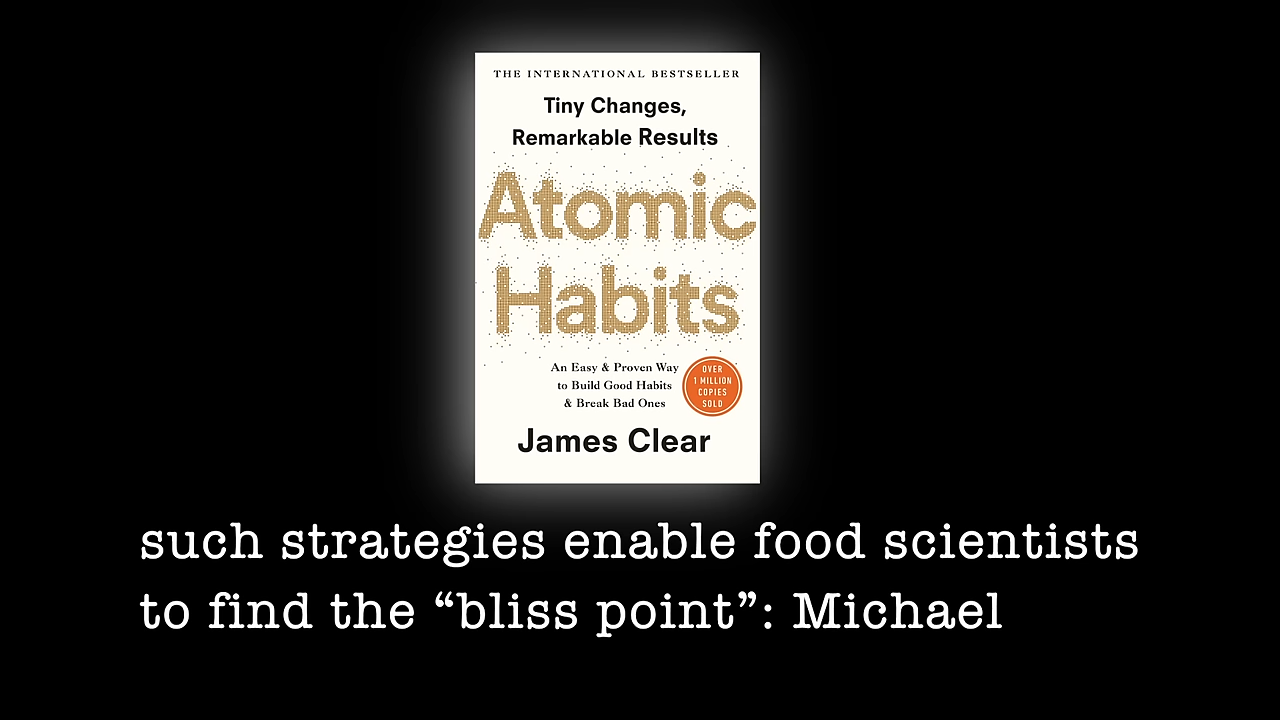 THE INTERNATIONAL BESTSELLER
Tiny Changes,
Remarkable Results
Atomic
Habits
An Easy & Proven Way
to Build Good Habits
& Break Bad Ones
OVER
1 MILLION
COPIES
SOLD
James Clear
such strategies enable food scientists
to find the “bliss point”: Michael